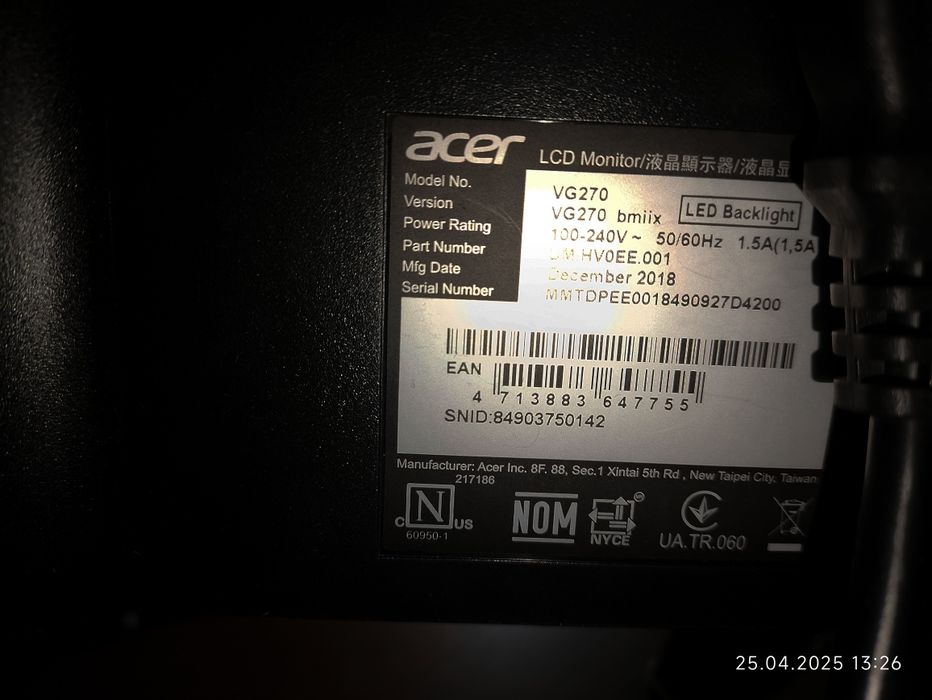 acer LCD Monitor/液晶顯示器/液晶显
Model No. VG270
Version VG270 bmiix LED Backlight
Power Rating 100-240V ~ 50/60Hz 1.5A(1,5A
Part Number UM.HV0EE.001
Mfg Date December 2018
Serial Number MMTDPEE0018490927D4200
EAN
4 713883 647755
SNID:84903750142
Manufacturer: Acer Inc. 8F. 88, Sec.1 Xintai 5th Rd , New Taipei City, Taiwan
217186
C N US
60950-1
NOM
NYCE
UA.TR.060
25.04.2025 13:26